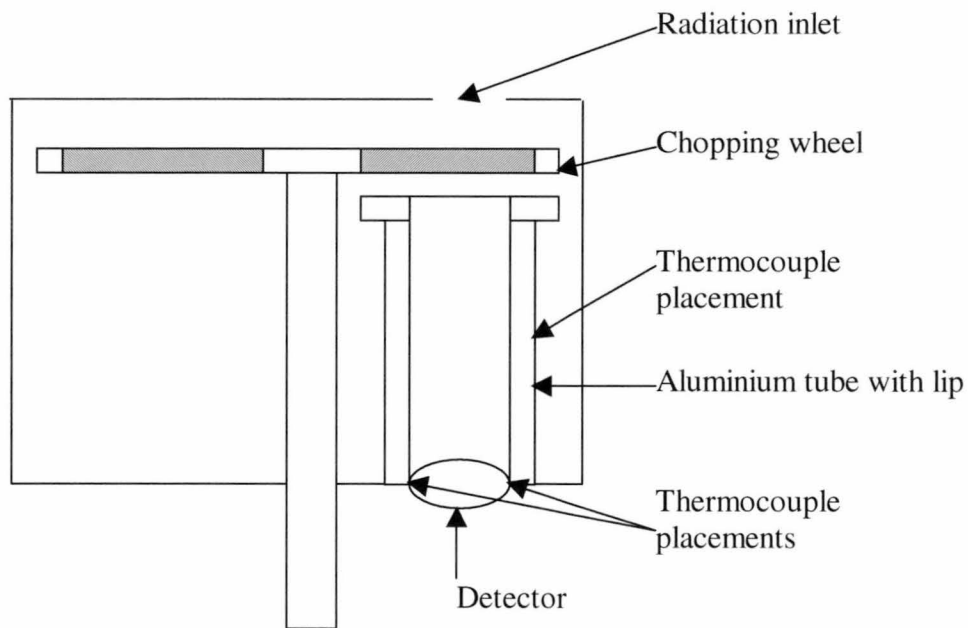 Radiation inlet
Chopping wheel
Thermocouple
placement
Aluminium tube with lip
Thermocouple
placements
Detector